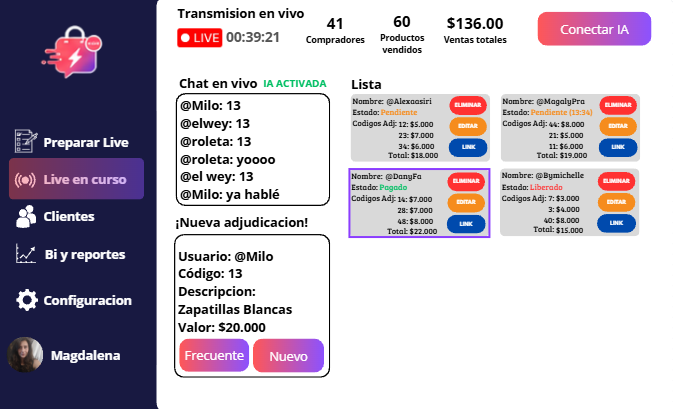 Preparar Live
Live en curso
Clientes
Bi y reportes
Configuracion
Magdalena
Transmision en vivo
LIVE 00:39:21
41
Compradores
60
Productos
vendidos
$136.00
Ventas totales
Conectar IA
Chat en vivo IA ACTIVADA
@Milo: 13
@elwey: 13
@roleta: 13
@roleta: yoooo
@el wey: 13
@Milo: ya hablé
¡Nueva adjudicacion!
Usuario: @Milo
Código: 13
Descripcion:
Zapatillas Blancas
Valor: $20.000
Frecuente
Nuevo
Lista
Nombre: @Alexaasiri
Estado: Pendiente
Codigos Adj: 12: $5.000
23: $7.000
34: $6.000
Total: $18.000
ELIMINAR
EDITAR
LINK
Nombre: @MagalyPra
Estado: Pendiente (13:34)
Codigos Adj: 44: $8.000
21: $5.000
11: $6.000
Total: $19.000
ELIMINAR
EDITAR
LINK
Nombre: @DanyFa
Estado: Pagado
Codigos Adj: 14: $7.000
28: $7.000
48: $8.000
Total: $22.000
ELIMINAR
EDITAR
LINK
Nombre: @Bymichelle
Estado: Liberado
Codigos Adj: 7: $3.000
3: $4.000
40: $8.000
Total: $15.000
ELIMINAR
EDITAR
LINK